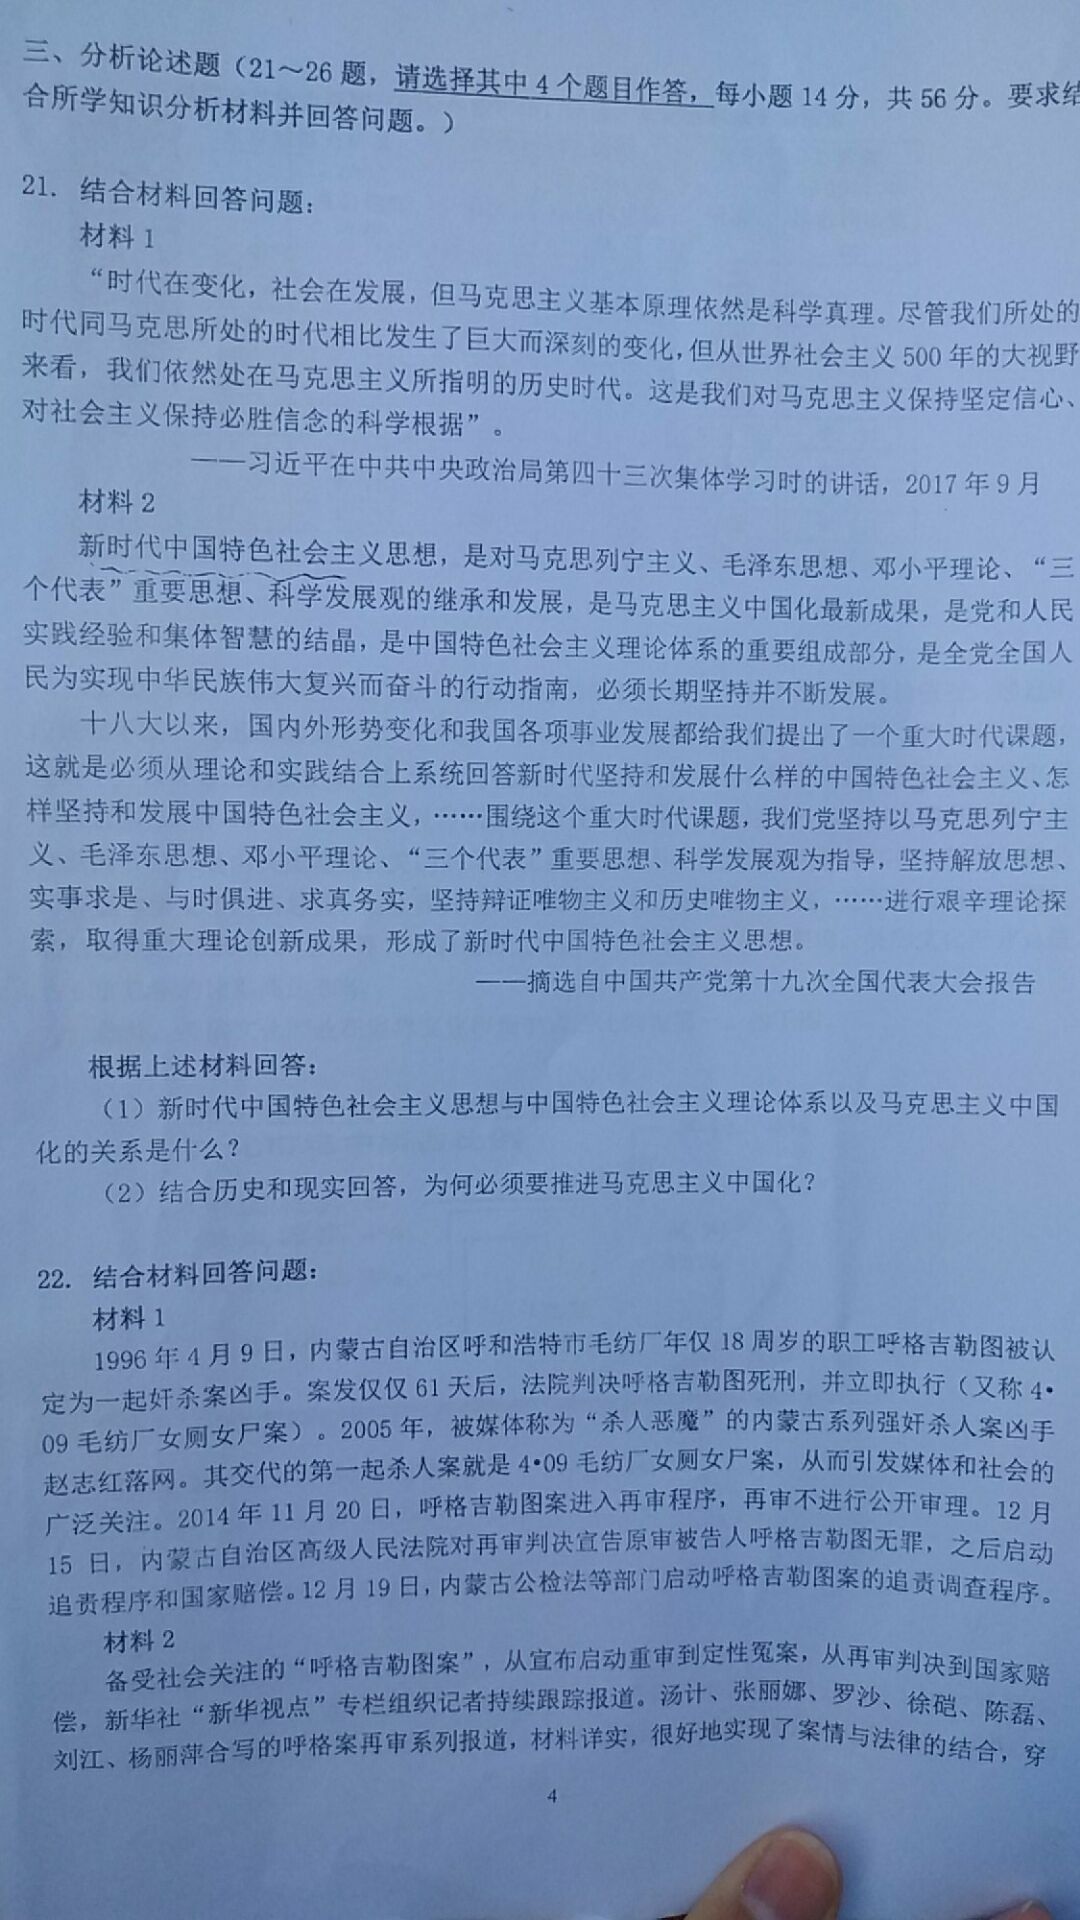 三、分析论述题（21～26 题，请选择其中 4 个题目作答，每小题 14 分，共 56 分。要求结
合所学知识分析材料并回答问题。）
21. 结合材料回答问题：
材料 1
“时代在变化，社会在发展，但马克思主义基本原理依然是科学真理。尽管我们所处的
时代同马克思所处的时代相比发生了巨大而深刻的变化，但从世界社会主义 500 年的大视野
来看，我们依然处在马克思主义所指明的历史时代。这是我们对马克思主义保持坚定信心、
对社会主义保持必胜信念的科学根据”。
——习近平在中共中央政治局第四十三次集体学习时的讲话，2017 年 9 月
材料 2
新时代中国特色社会主义思想，是对马克思列宁主义、毛泽东思想、邓小平理论、“三
个代表”重要思想、科学发展观的继承和发展，是马克思主义中国化最新成果，是党和人民
实践经验和集体智慧的结晶，是中国特色社会主义理论体系的重要组成部分，是全党全国人
民为实现中华民族伟大复兴而奋斗的行动指南，必须长期坚持并不断发展。
十八大以来，国内外形势变化和我国各项事业发展都给我们提出了一个重大时代课题，
这就是必须从理论和实践结合上系统回答新时代坚持和发展什么样的中国特色社会主义、怎
样坚持和发展中国特色社会主义，……围绕这个重大时代课题，我们党坚持以马克思列宁主
义、毛泽东思想、邓小平理论、“三个代表”重要思想、科学发展观为指导，坚持解放思想、
实事求是、与时俱进、求真务实，坚持辩证唯物主义和历史唯物主义，……进行艰辛理论探
索，取得重大理论创新成果，形成了新时代中国特色社会主义思想。
——摘选自中国共产党第十九次全国代表大会报告
根据上述材料回答：
（1）新时代中国特色社会主义思想与中国特色社会主义理论体系以及马克思主义中国
化的关系是什么？
（2）结合历史和现实回答，为何必须要推进马克思主义中国化？
22. 结合材料回答问题：
材料 1
1996 年 4 月 9 日，内蒙古自治区呼和浩特市毛纺厂年仅 18 周岁的职工呼格吉勒图被认
定为一起奸杀案凶手。案发仅仅 61 天后，法院判决呼格吉勒图死刑，并立即执行（又称 4•
09 毛纺厂女厕女尸案）。2005 年，被媒体称为“杀人恶魔”的内蒙古系列强奸杀人案凶手
赵志红落网。其交代的第一起杀人案就是 4•09 毛纺厂女厕女尸案，从而引发媒体和社会的
广泛关注。2014 年 11 月 20 日，呼格吉勒图案进入再审程序，再审不进行公开审理。12 月
15 日，内蒙古自治区高级人民法院对再审判决宣告原审被告人呼格吉勒图无罪，之后启动
追责程序和国家赔偿。12 月 19 日，内蒙古公检法等部门启动呼格吉勒图案的追责调查程序。
材料 2
备受社会关注的“呼格吉勒图案”，从宣布启动重审到定性冤案，从再审判决到国家赔
偿，新华社“新华视点”专栏组织记者持续跟踪报道。汤计、张丽娜、罗沙、徐硙、陈磊、
刘江、杨丽萍合写的呼格案再审系列报道，材料详实，很好地实现了案情与法律的结合，穿
4